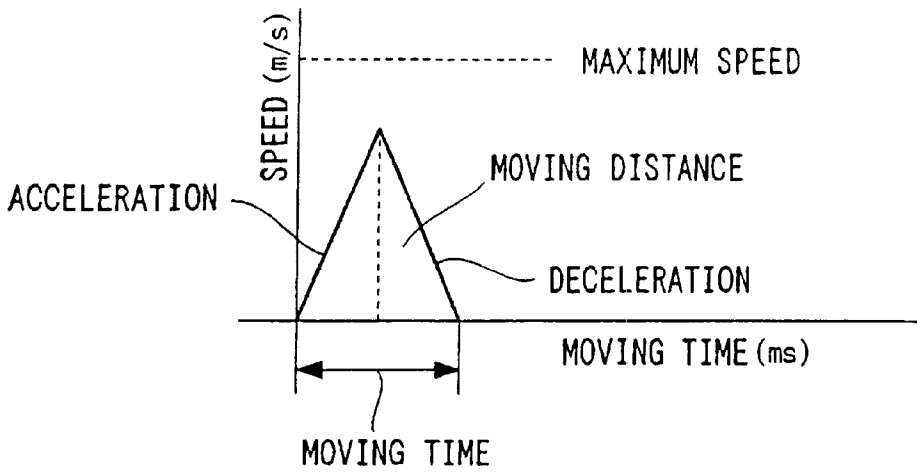 SPEED (m/s)
MAXIMUM SPEED
MOVING DISTANCE
ACCELERATION
DECELERATION
MOVING TIME (ms)
MOVING TIME